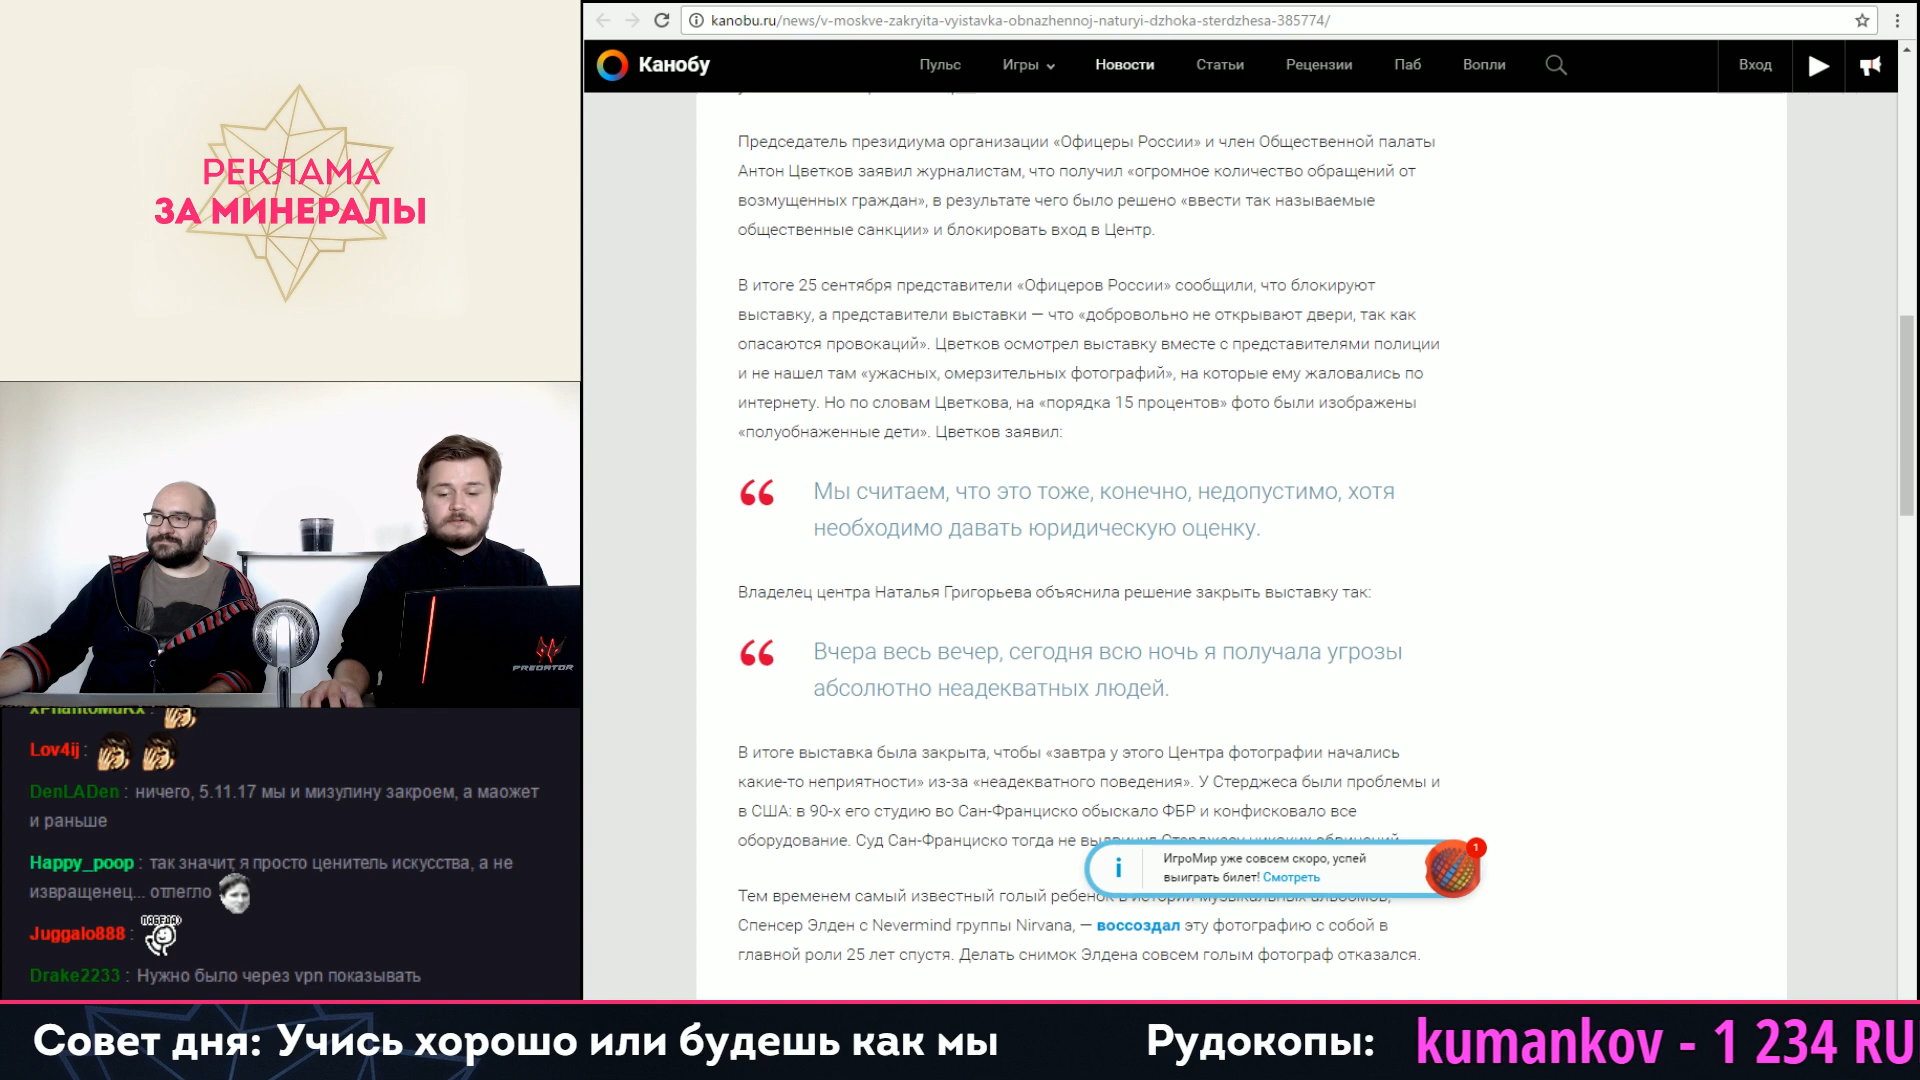 kanobu.ru/news/v-moskve-zakryita-vyistavka-obnazhennoj-naturyi-dzhoka-sterdzhesa-385774/
Канобу
Пульс Игры Новости Статьи Рецензии Паб Вопли Вход
РЕКЛАМА
ЗА МИНЕРАЛЫ
Председатель президиума организации «Офицеры России» и член Общественной палаты
Антон Цветков заявил журналистам, что получил «огромное количество обращений от
возмущенных граждан», в результате чего было решено «ввести так называемые
общественные санкции» и блокировать вход в Центр.
В итоге 25 сентября представители «Офицеров России» сообщили, что блокируют
выставку, а представители выставки — что «добровольно не открывают двери, так как
опасаются провокаций». Цветков осмотрел выставку вместе с представителями полиции
и не нашел там «ужасных, омерзительных фотографий», на которые ему жаловались по
интернету. Но по словам Цветкова, на «порядка 15 процентов» фото были изображены
«полуобнаженные дети». Цветков заявил:
Мы считаем, что это тоже, конечно, недопустимо, хотя
необходимо давать юридическую оценку.
Владелец центра Наталья Григорьева объяснила решение закрыть выставку так:
Вчера весь вечер, сегодня всю ночь я получала угрозы
абсолютно неадекватных людей.
В итоге выставка была закрыта, чтобы «завтра у этого Центра фотографии начались
какие-то неприятности» из-за «неадекватного поведения». У Стерджеса были проблемы и
в США: в 90-х его студию во Сан-Франциско обыскало ФБР и конфисковало все
оборудование. Суд Сан-Франциско тогда не выдвинул Стерджесу никаких обвинений.
Тем временем самый известный голый ребенок в истории музыкальных альбомов,
Спенсер Элден с Nevermind группы Nirvana, — воссоздал эту фотографию с собой в
главной роли 25 лет спустя. Делать снимок Элдена совсем голым фотограф отказался.
i
ИгроМир уже совсем скоро, успей
выиграть билет! Смотреть
1
PREDATOR
xPhantoMuRx :
Lov4ij :
DenLADen : ничего, 5.11.17 мы и мизулину закроем, а маожет
и раньше
Happy_poop : так значит я просто ценитель искусства, а не
извращенец... отлегло
Juggalo888 :
ПОБЕДА
Drake2233 : Нужно было через vpn показывать
Совет дня: Учись хорошо или будешь как мы
Рудокопы: kumankov - 1 234 RU